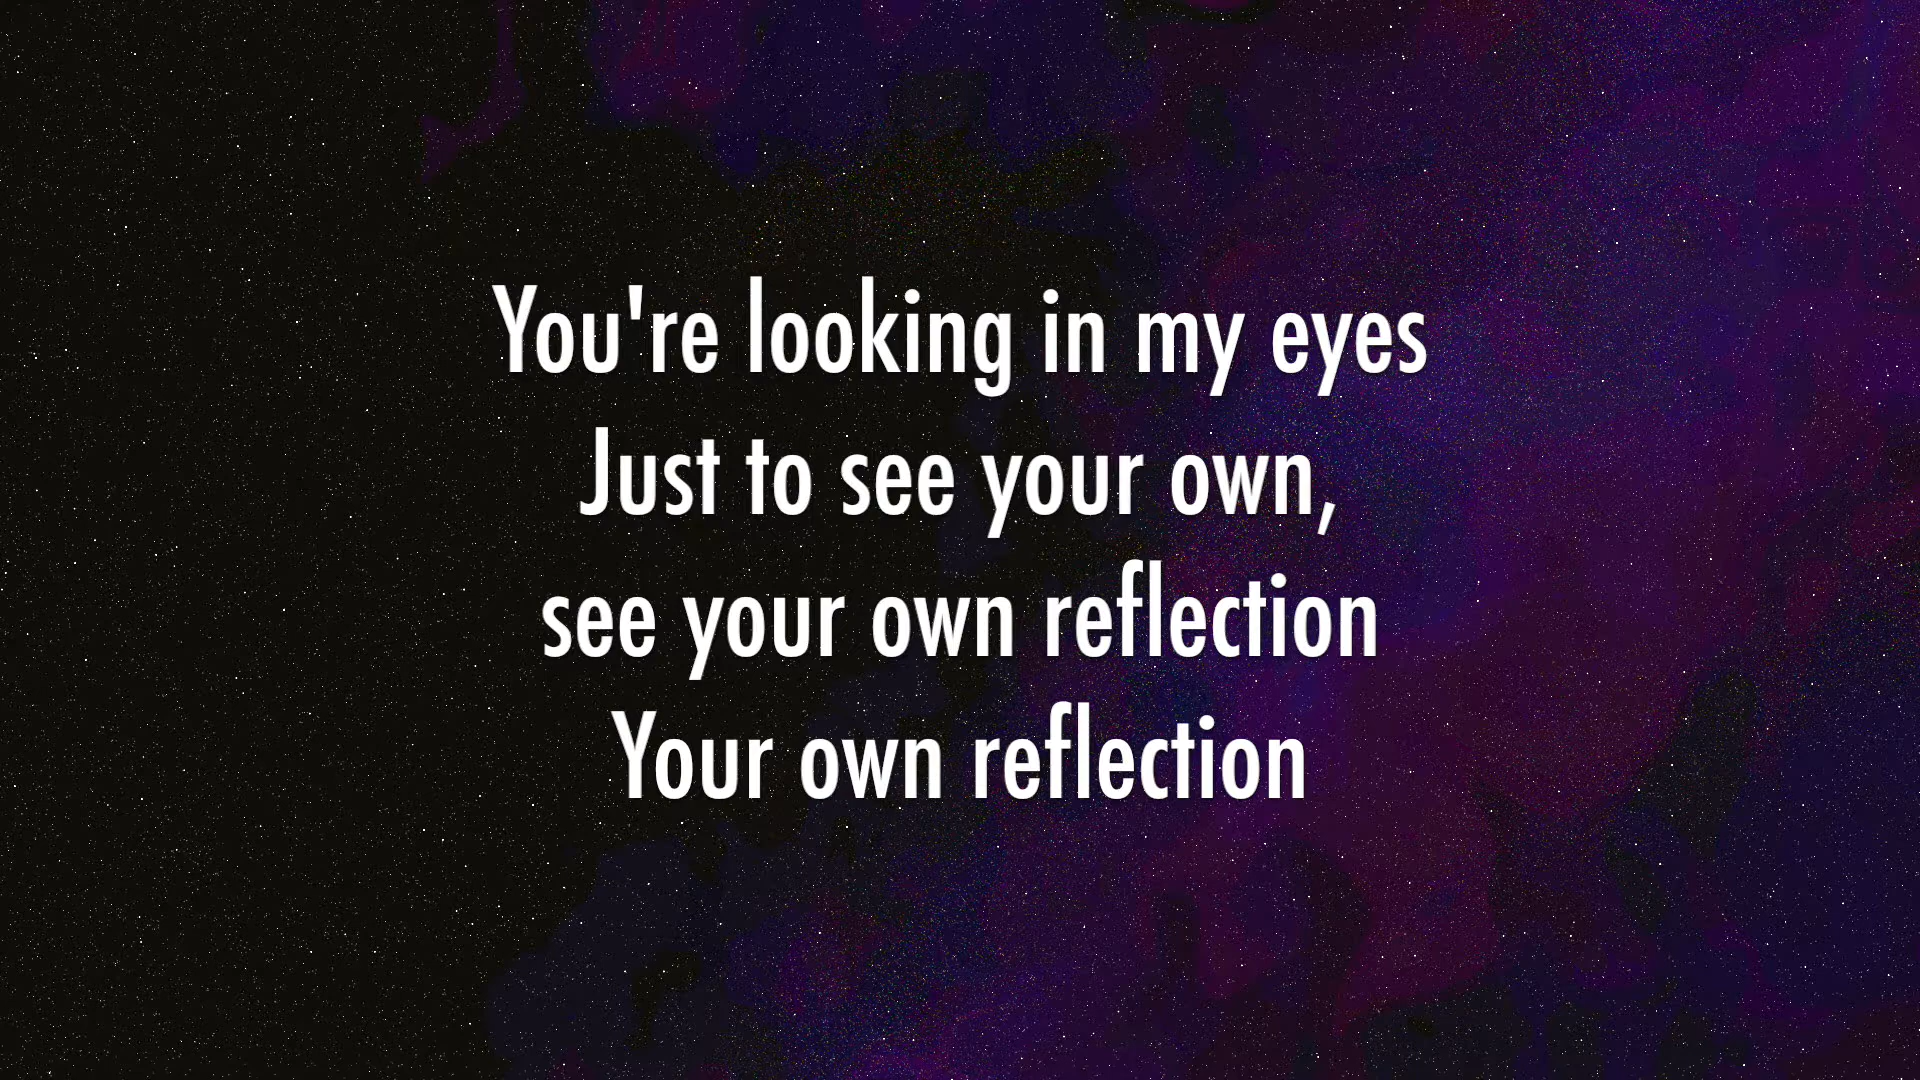 You're looking in my eyes
Just to see your own,
see your own reflection
Your own reflection